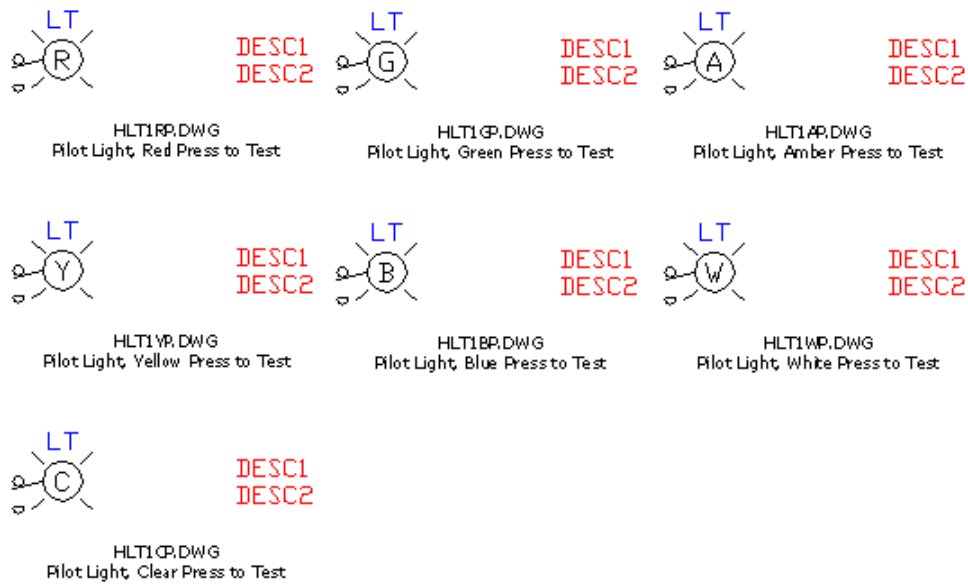 LT
R
DESC1
DESC2
HLT1RP.DWG
Pilot Light, Red Press to Test
LT
G
DESC1
DESC2
HLT1GP.DWG
Pilot Light, Green Press to Test
LT
A
DESC1
DESC2
HLT1AP.DWG
Pilot Light, Amber Press to Test
LT
Y
DESC1
DESC2
HLT1YP.DWG
Pilot Light, Yellow Press to Test
LT
B
DESC1
DESC2
HLT1BP.DWG
Pilot Light, Blue Press to Test
LT
W
DESC1
DESC2
HLT1WP.DWG
Pilot Light, White Press to Test
LT
C
DESC1
DESC2
HLT1CP.DWG
Pilot Light, Clear Press to Test